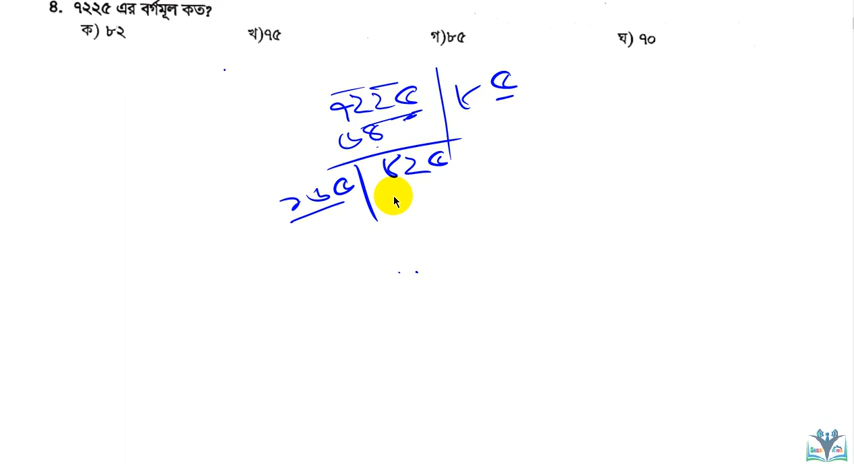 ৪. ৭২২৫ এর বর্গমূল কত?
ক) ৮২ খ)৭৫ গ)৮৫ ঘ) ৭০
৭২২৫ ৮৫
৬৪
১৬৫ ৮২৫